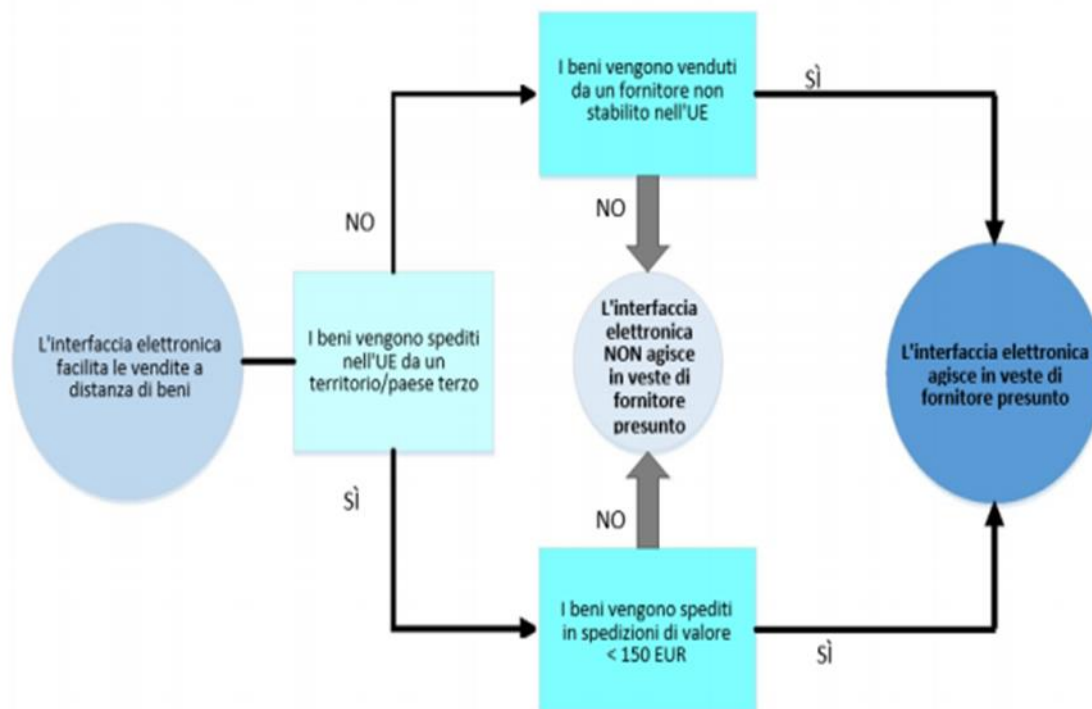 I beni vengono venduti
da un fornitore non
stabilito nell'UE
SÌ
NO
NO
L'interfaccia elettronica
facilita le vendite a
distanza di beni
I beni vengono spediti
nell'UE da un
territorio/paese terzo
L'interfaccia
elettronica
NON agisce
in veste di
fornitore
presunto
L'interfaccia elettronica
agisce in veste di
fornitore presunto
SÌ
NO
I beni vengono spediti
in spedizioni di valore
< 150 EUR
SÌ